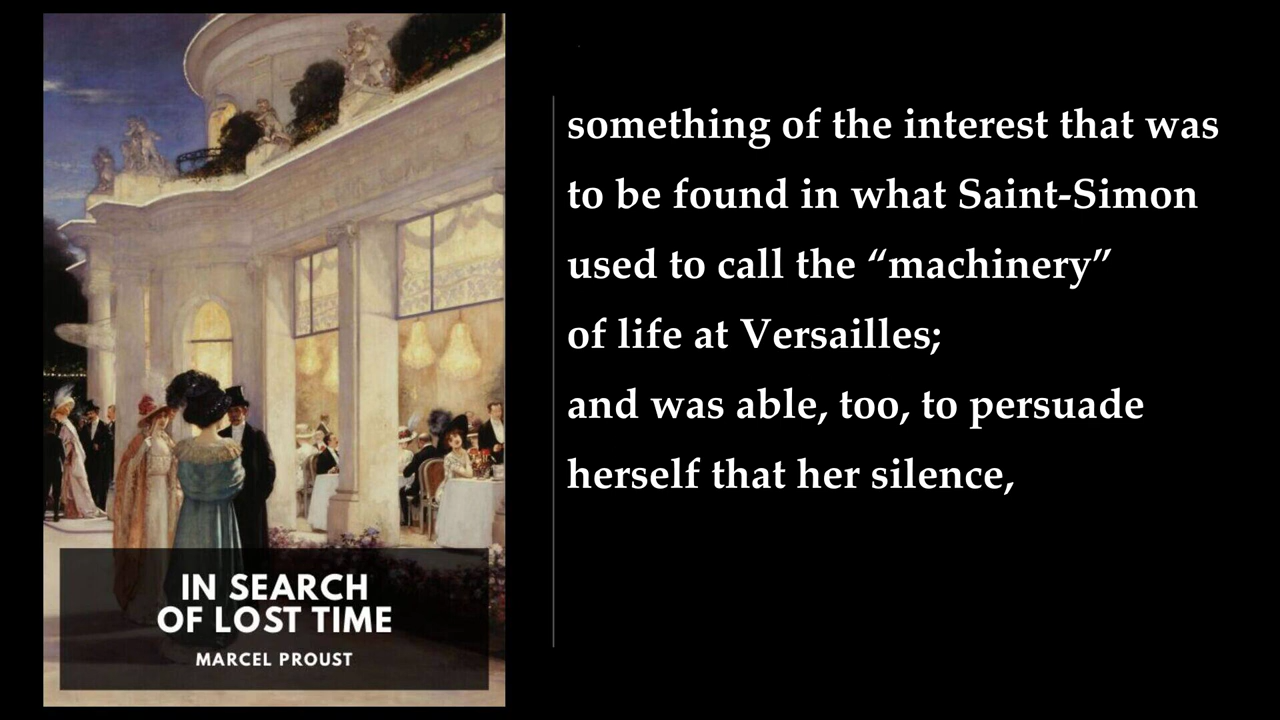 something of the interest that was
to be found in what Saint-Simon
used to call the “machinery”
of life at Versailles;
and was able, too, to persuade
herself that her silence,
IN SEARCH
OF LOST TIME
MARCEL PROUST